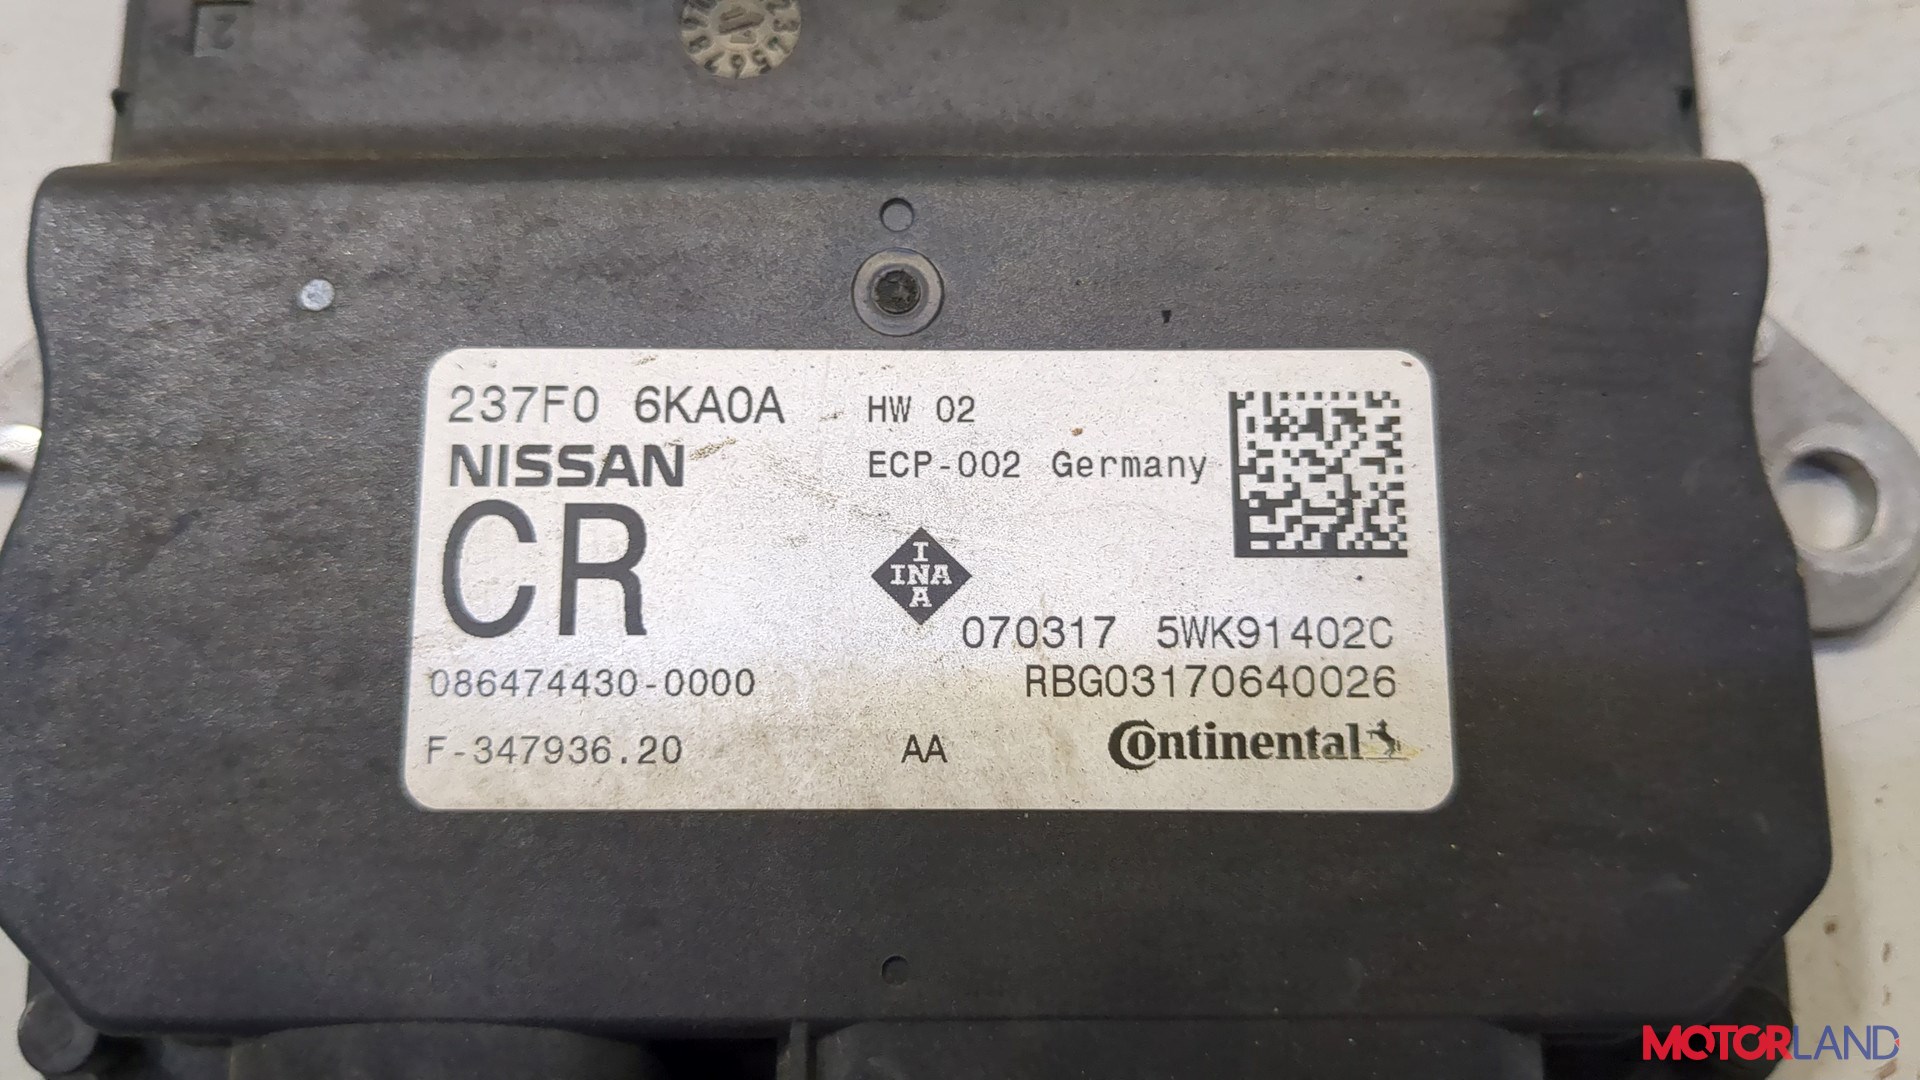 2
237F0 6KA0A HW 02
NISSAN ECP-002 Germany
CR
I
INA
A
070317 5WK91402C
086474430-0000 RBG03170640026
F-347936.20 AA Continental
MOTORLAND